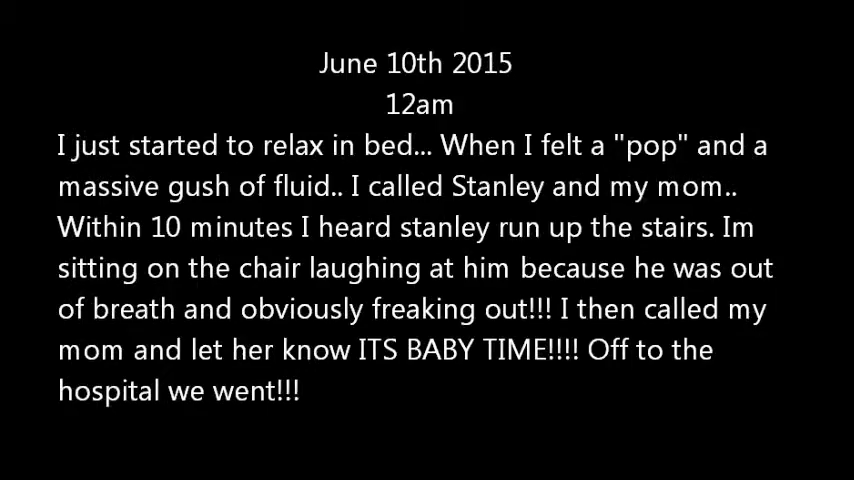 June 10th 2015
12am
I just started to relax in bed... When I felt a "pop" and a
massive gush of fluid.. I called Stanley and my mom..
Within 10 minutes I heard stanley run up the stairs. Im
sitting on the chair laughing at him because he was out
of breath and obviously freaking out!!! I then called my
mom and let her know ITS BABY TIME!!!! Off to the
hospital we went!!!